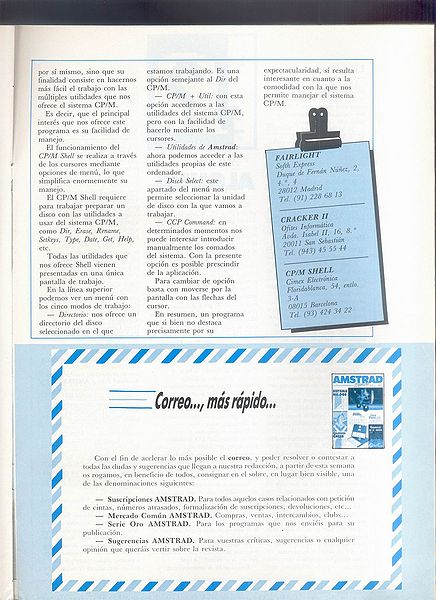 por sí mismo, sino que su
finalidad consiste en hacernos
más fácil el trabajo con las
múltiples utilidades que nos
ofrece el sistema CP/M.
Es decir, que el principal
interés que nos ofrece este
programa es su facilidad de
manejo.
El funcionamiento del
CP/M Shell se realiza a través
de los cursores mediante
opciones de menú, lo que
simplifica enormemente su
manejo.
El CP/M Shell requiere
para trabajar preparar un
disco con las utilidades a
usar del sistema CP/M,
como Dir, Erase, Rename,
Setkeys, Type, Date, Get, Help,
etc.
Todas las utilidades que
nos ofrece Shell vienen
presentadas en una única
pantalla de trabajo.
En la línea superior
podemos ver un menú con
los cinco modos de trabajo:
— Directorio: nos ofrece un
directorio del disco
seleccionado en el que
estamos trabajando. Es una
opción semejante al Dir del
CP/M.
— CP/M + Util: con esta
opción accedemos a las
utilidades del sistema CP/M,
pero con la facilidad de
hacerlo mediante los
cursores.
— Utilidades de Amstrad:
ahora podemos acceder a las
utilidades propias de este
ordenador.
— Disck Selec: este
apartado del menú nos
permite seleccionar la unidad
de disco con la que vamos a
trabajar.
— CCP Command: en
determinados momentos nos
puede interesar introducir
manualmente los comados
del sistema. Con la presente
opción es posible prescindir
de la aplicación.
Para cambiar de opción
basta con moverse por la
pantalla con las flechas del
cursor.
En resumen, un programa
que si bien no destaca
precisamente por su
espectacularidad, sí resulta
interesante en cuanto a la
comodidad con la que nos
permite manejar el sistema
CP/M.
FAIRLIGHT
Softh Express
Duque de Fernán Núñez, 2,
4.º
28012 Madrid
Tel. (91) 228 68 13
CRACKER II
Ofites Informática
Avda. Isabel II, 16, 8.º
20011 San Sebastián
Tel. (943) 45 55 44
CP/M SHELL
Cimex Electrónica
Floridablanca, 54, entlo.
3-A
08015 Barcelona
Tel. (93) 424 34 22
Correo..., más rápido...
AMSTRAD
Con el fin de acelerar lo más posible el correo, y poder resolver o contestar a
todas las dudas y sugerencias que llegan a nuestra redacción, a partir de esta semana
os rogamos, en beneficio de todos, consignar en el sobre, en lugar bien visible, una
de las denominaciones siguientes:
— Suscripciones AMSTRAD. Para todos aquellos casos relacionados con petición
de cintas, números atrasados, formalización de suscripciones, devoluciones, etc...
— Mercado Común AMSTRAD. Compras, ventas, intercambios, clubs...
— Serie Oro AMSTRAD. Para los programas que nos enviéis para su
publicación.
— Sugerencias AMSTRAD. Para vuestras críticas, sugerencias o cualquier
opinión que queráis vertir sobre la revista.